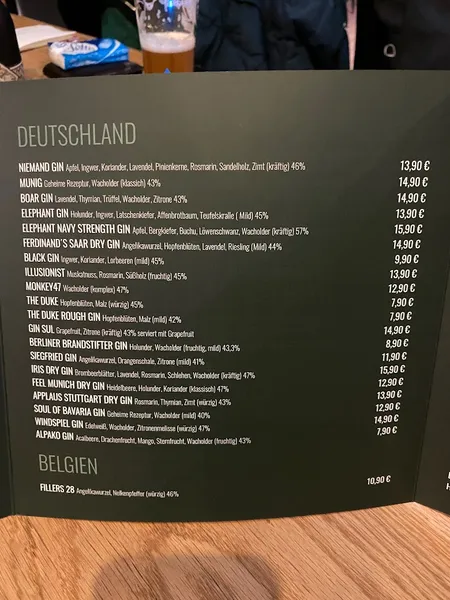 DEUTSCHLAND
NIEMAND GIN Apfel, Ingwer, Koriander, Lavendel, Pinienkerne, Rosmarin, Sandelholz, Zimt (kräftig) 46% 13,90 €
MUNIG Geheime Rezeptur, Wacholder (klassich) 43% 14,90 €
BOAR GIN Lavendel, Thymian, Trüffel, Wacholder, Zitrone 43% 14,90 €
ELEPHANT GIN Holunder, Ingwer, Latschenkiefer, Affenbrotbaum, Teufelskralle ( Mild) 45% 13,90 €
ELEPHANT NAVY STRENGTH GIN Apfel, Bergkiefer, Buchu, Löwenschwanz, Wacholder (kräftig) 57% 15,90 €
FERDINAND´S SAAR DRY GIN Angelikawurzel, Hopfenblüten, Lavendel, Riesling (Mild) 44% 14,90 €
BLACK GIN Ingwer, Koriander, Lorbeeren (mild) 45% 9,90 €
ILLUSIONIST Muskatnuss, Rosmarin, Süßholz (fruchtig) 45% 13,90 €
MONKEY47 Wacholder (komplex) 47% 12,90 €
THE DUKE Hopfenblüten, Malz (würzig) 45% 7,90 €
THE DUKE ROUGH GIN Hopfenblüten, Malz (mild) 42% 7,90 €
GIN SUL Grapefruit, Zitrone (kräftig) 43% serviert mit Grapefruit 14,90 €
BERLINER BRANDSTIFTER GIN Holunder, Wacholder (fruchtig, mild) 43,3% 8,90 €
SIEGFRIED GIN Angelikawurzel, Orangenschale, Zitrone (mild) 41% 11,90 €
IRIS DRY GIN Brombeerblätter, Lavendel, Rosmarin, Schlehen, Wacholder (kräftig) 47% 15,90 €
FEEL MUNICH DRY GIN Heidelbeere, Holunder, Koriander (klassisch) 47% 12,90 €
APPLAUS STUTTGART DRY GIN Rosmarin, Thymian, Zimt (würzig) 43% 13,90 €
SOUL OF BAVARIA GIN Geheime Rezeptur, Wacholder (mild) 40% 12,90 €
WINDSPIEL GIN Edelweiß, Wacholder, Zitronenmelisse (würzig) 47% 14,90 €
ALPAKO GIN Acaibeere, Drachenfrucht, Mango, Sternfrucht, Wacholder (fruchtig) 43% 7,90 €
BELGIEN
FILLERS 28 Angelikawurzel, Nelkenpfeffer (würzig) 46% 10,90 €